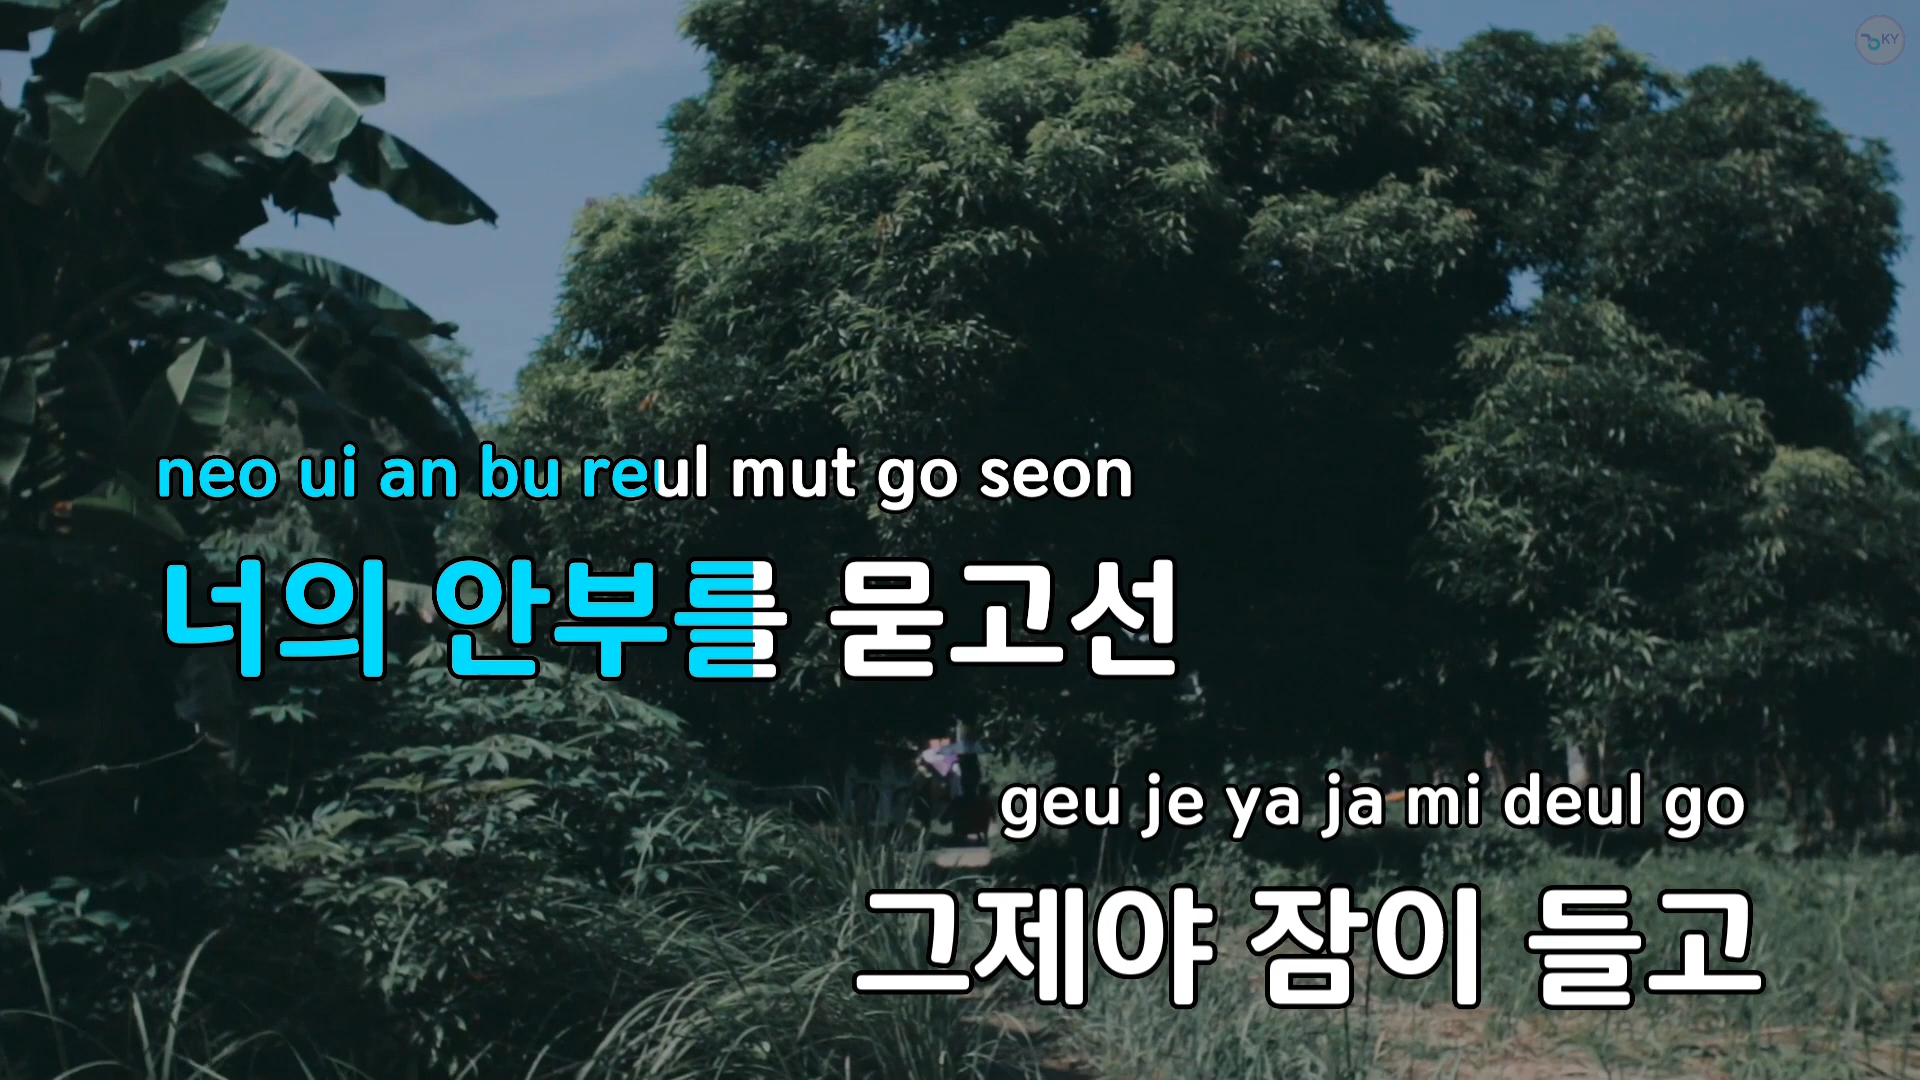 KY
neo ui an bu reul mut go seon
너의 안부를 묻고선
geu je ya ja mi deul go
그제야 잠이 들고